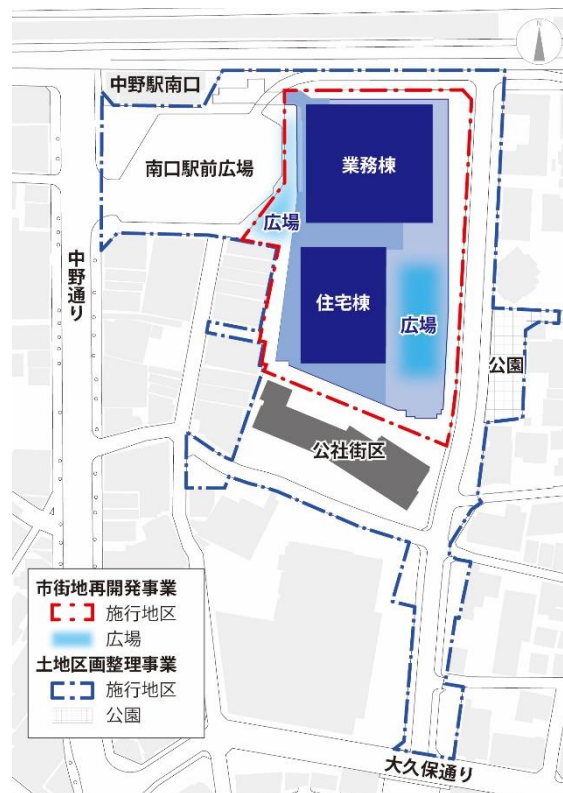 中野駅南口
南口駅前広場
業務棟
広場
中野通り
住宅棟
広場
公園
公社街区
市街地再開発事業
施行地区
広場
土地区画整理事業
施行地区
公園
大久保通り